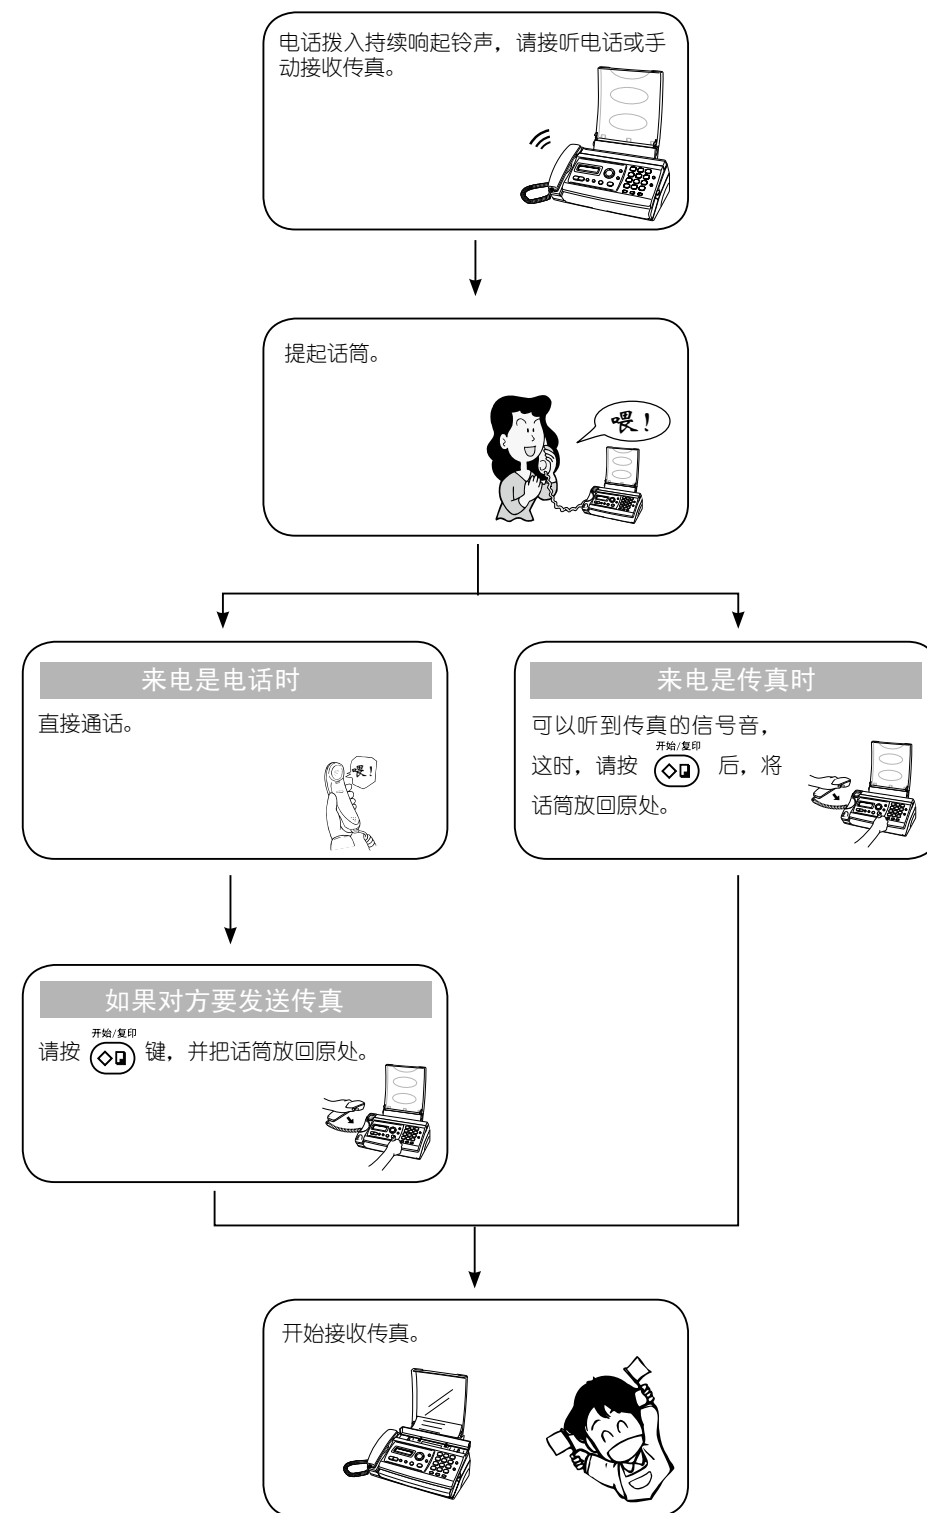 电话拨入持续响起铃声，请接听电话或手
动接收传真。
提起话筒。
喂！
来电是电话时
直接通话。
喂！
来电是传真时
可以听到传真的信号音，
开始/复印
这时，请按 后，将
话筒放回原处。
如果对方要发送传真
开始/复印
请按 键，并把话筒放回原处。
开始接收传真。